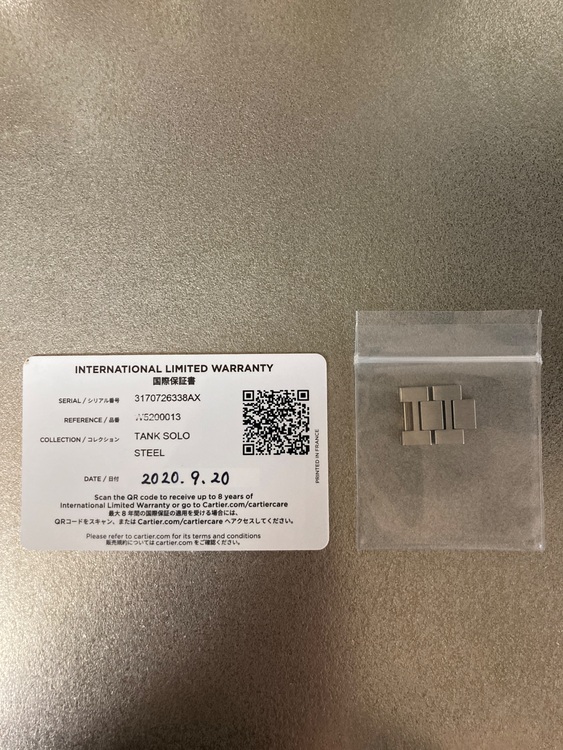 INTERNATIONAL LIMITED WARRANTY
国際保証書
SERIAL / シリアル番号 3170726338AX
REFERENCE / 品番 W5200013
COLLECTION / コレクション TANK SOLO
STEEL
DATE / 日付 2020.9.20
Scan the QR code to receive up to 8 years of
International Limited Warranty or go to Cartier.com/cartiercare
最大 8 年間の国際保証の適用を受ける場合には、
QRコードをスキャン、または Cartier.com/cartiercare へアクセスしてください。
Please refer to cartier.com for its terms and conditions
販売規約については cartier.com をご確認ください。
PRINTED IN FRANCE